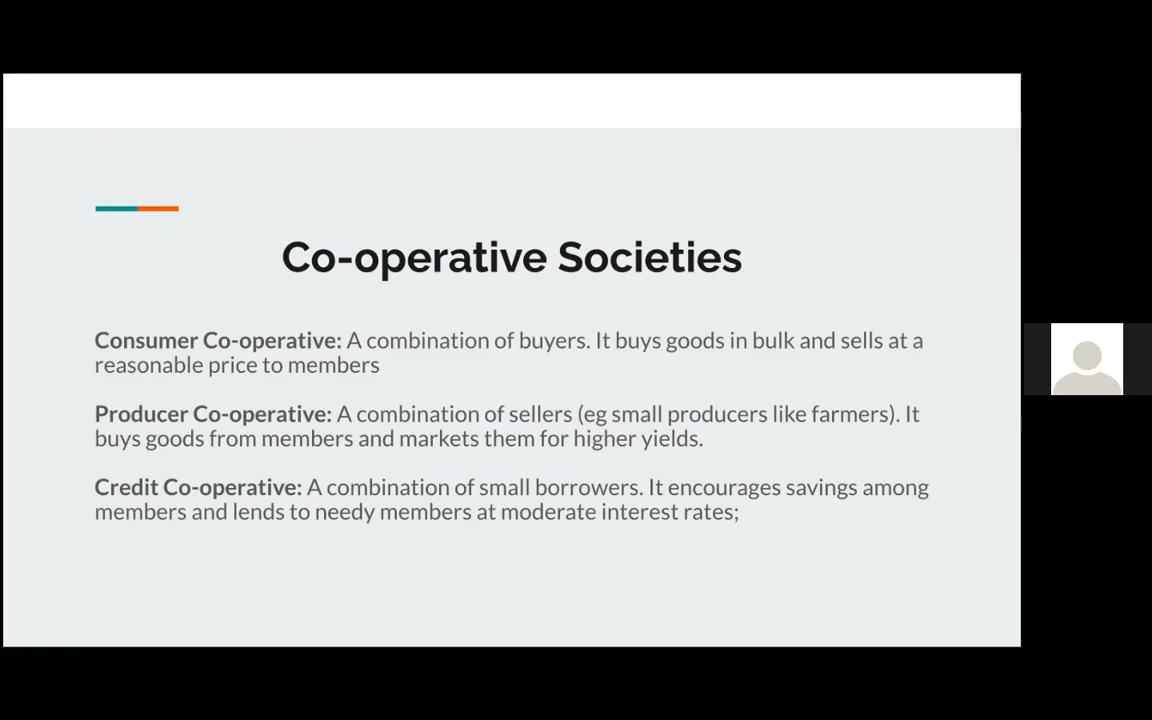 Co-operative Societies
Consumer Co-operative: A combination of buyers. It buys goods in bulk and sells at a
reasonable price to members
Producer Co-operative: A combination of sellers (eg small producers like farmers). It
buys goods from members and markets them for higher yields.
Credit Co-operative: A combination of small borrowers. It encourages savings among
members and lends to needy members at moderate interest rates;